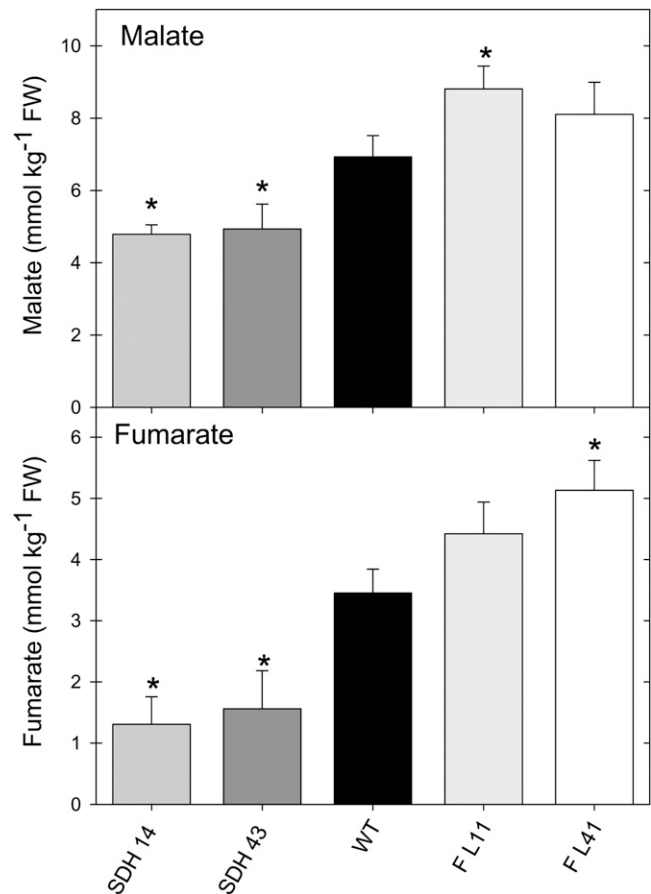 Malate
Malate (mmol kg⁻¹ FW)
10
8
6
4
2
0
*
*
*
Fumarate
Fumarate (mmol kg⁻¹ FW)
6
5
4
3
2
1
0
*
*
*
SDH 14
SDH 43
WT
F L11
F L41